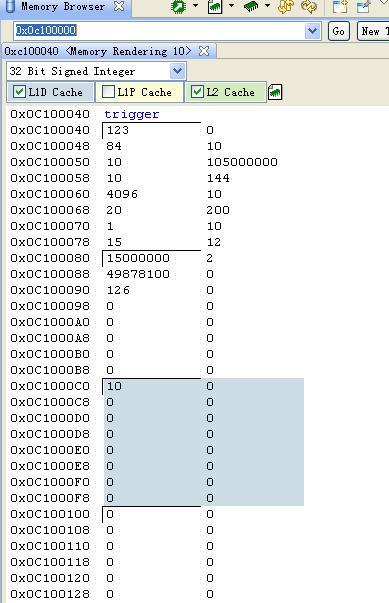 Memory Browser
0x0c100000 Go New T
0xc100040 <Memory Rendering 10>
32 Bit Signed Integer
L1D Cache L1P Cache L2 Cache
0x0C100040 trigger
0x0C100040 123 0
0x0C100048 84 10
0x0C100050 10 105000000
0x0C100058 10 144
0x0C100060 4096 10
0x0C100068 20 200
0x0C100070 1 10
0x0C100078 15 12
0x0C100080 15000000 2
0x0C100088 49878100 0
0x0C100090 126 0
0x0C100098 0 0
0x0C1000A0 0 0
0x0C1000A8 0 0
0x0C1000B0 0 0
0x0C1000B8 0 0
0x0C1000C0 10 0
0x0C1000C8 0 0
0x0C1000D0 0 0
0x0C1000D8 0 0
0x0C1000E0 0 0
0x0C1000E8 0 0
0x0C1000F0 0 0
0x0C1000F8 0 0
0x0C100100 0 0
0x0C100108 0 0
0x0C100110 0 0
0x0C100118 0 0
0x0C100120 0 0
0x0C100128 0 0